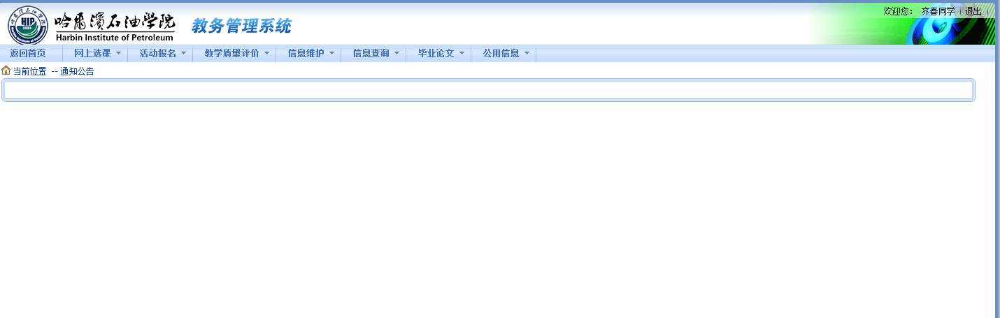 欢迎您： 齐春同学 | 退出
HIP
2003
哈尔滨石油学院
Harbin Institute of Petroleum
教务管理系统
返回首页 网上选课 活动报名 教学质量评价 信息维护 信息查询 毕业论文 公用信息
当前位置 -- 通知公告